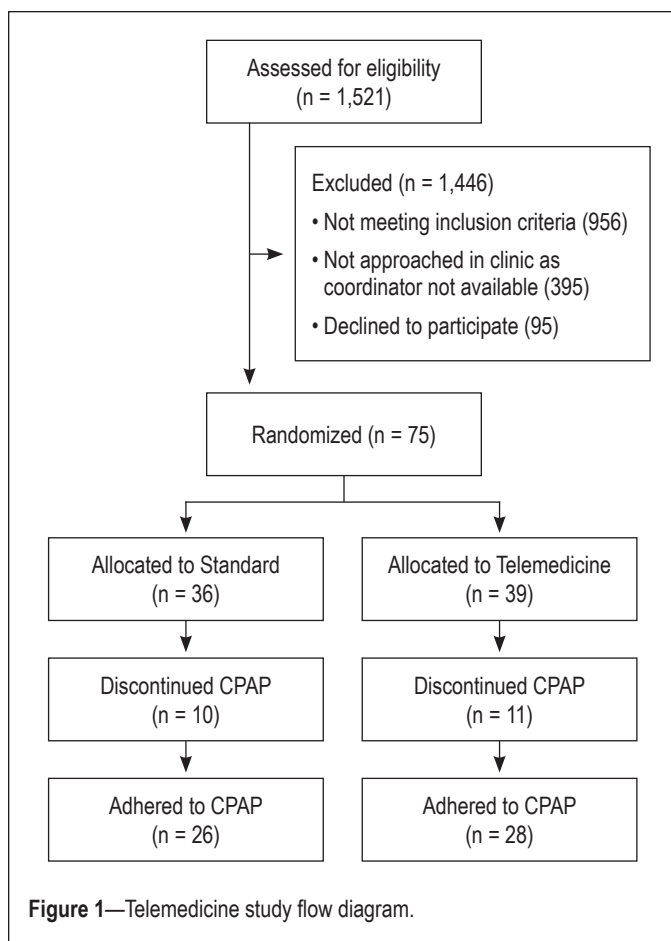 Assessed for eligibility
(n = 1,521)
Excluded (n = 1,446)
• Not meeting inclusion criteria (956)
• Not approached in clinic as
coordinator not available (395)
• Declined to participate (95)
Randomized (n = 75)
Allocated to Standard
(n = 36)
Allocated to Telemedicine
(n = 39)
Discontinued CPAP
(n = 10)
Discontinued CPAP
(n = 11)
Adhered to CPAP
(n = 26)
Adhered to CPAP
(n = 28)
Figure 1—Telemedicine study flow diagram.